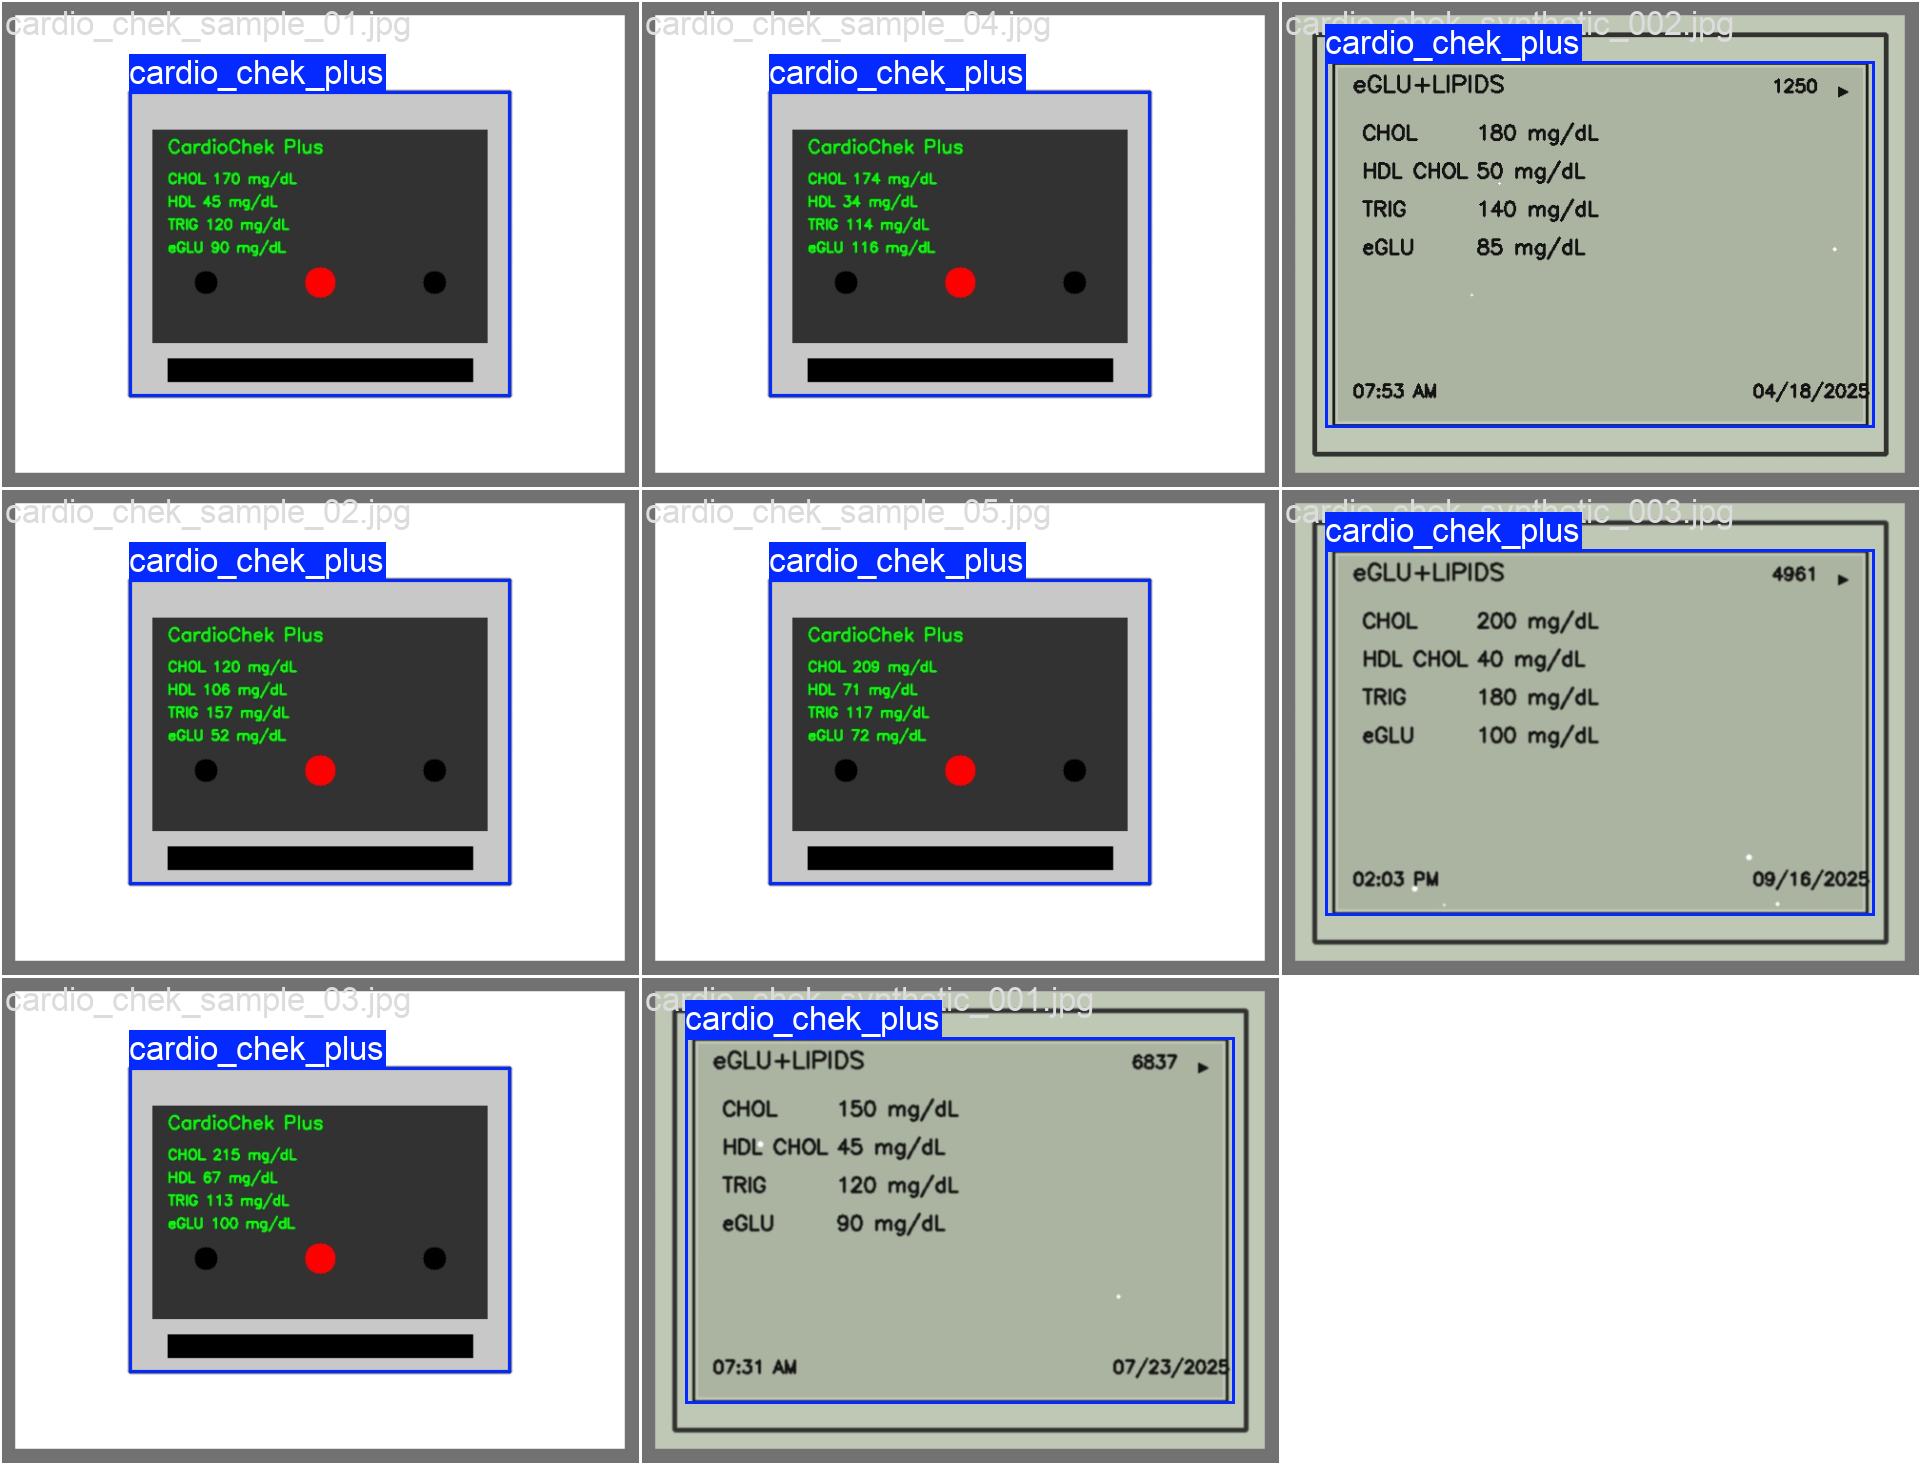 cardio_chek_sample_01.jpg
cardio_chek_plus
CardioChek Plus
CHOL 170 mg/dL
HDL 45 mg/dL
TRIG 120 mg/dL
eGLU 90 mg/dL
cardio_chek_sample_04.jpg
cardio_chek_plus
CardioChek Plus
CHOL 174 mg/dL
HDL 34 mg/dL
TRIG 114 mg/dL
eGLU 116 mg/dL
cardio_chek_synthetic_002.jpg
cardio_chek_plus
eGLU+LIPIDS 1250
CHOL 180 mg/dL
HDL CHOL 50 mg/dL
TRIG 140 mg/dL
eGLU 85 mg/dL
07:53 AM 04/18/2025
cardio_chek_sample_02.jpg
cardio_chek_plus
CardioChek Plus
CHOL 120 mg/dL
HDL 106 mg/dL
TRIG 157 mg/dL
eGLU 52 mg/dL
cardio_chek_sample_05.jpg
cardio_chek_plus
CardioChek Plus
CHOL 209 mg/dL
HDL 71 mg/dL
TRIG 117 mg/dL
eGLU 72 mg/dL
cardio_chek_synthetic_003.jpg
cardio_chek_plus
eGLU+LIPIDS 4961
CHOL 200 mg/dL
HDL CHOL 40 mg/dL
TRIG 180 mg/dL
eGLU 100 mg/dL
02:03 PM 09/16/2025
cardio_chek_sample_03.jpg
cardio_chek_plus
CardioChek Plus
CHOL 215 mg/dL
HDL 67 mg/dL
TRIG 113 mg/dL
eGLU 100 mg/dL
cardio_chek_synthetic_001.jpg
cardio_chek_plus
eGLU+LIPIDS 6837
CHOL 150 mg/dL
HDL CHOL 45 mg/dL
TRIG 120 mg/dL
eGLU 90 mg/dL
07:31 AM 07/23/2025